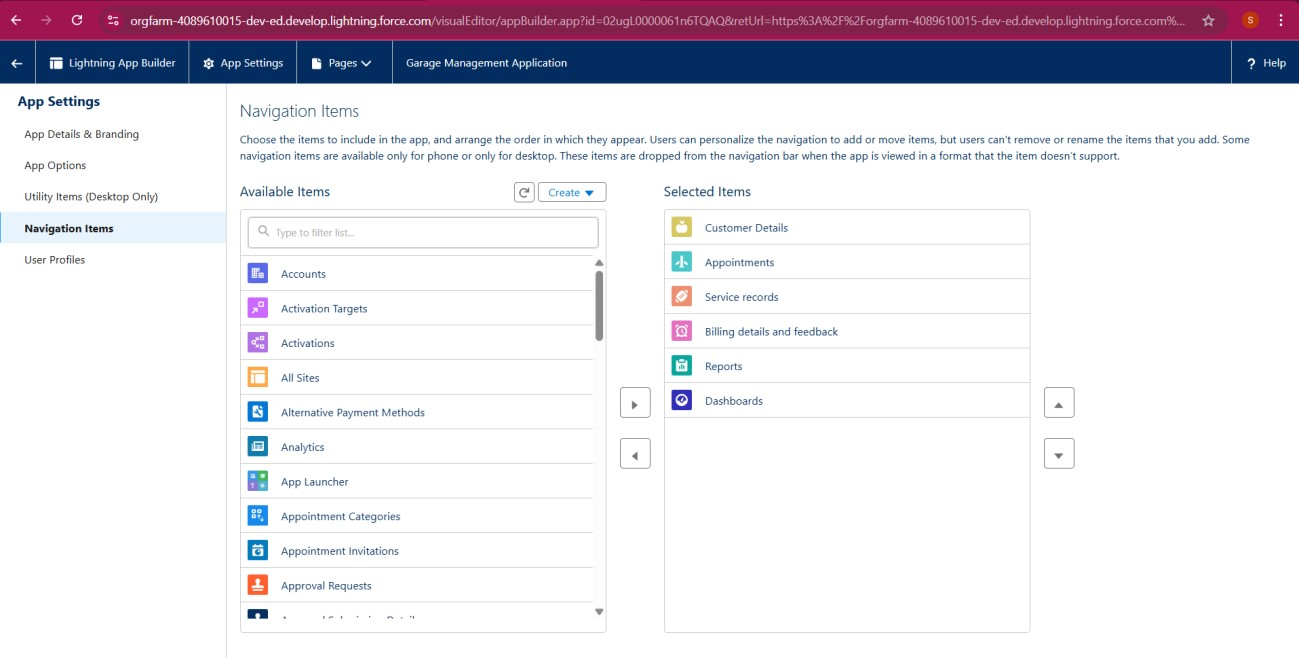 orgfarm-4089610015-dev-ed.develop.lightning.force.com/visualEditor/appBuilder.app?id=02ugL0000061n6TQAQ&retUrl=https%3A%2F%2Forgfarm-4089610015-dev-ed.develop.lightning.force.com%...
S
Lightning App Builder
App Settings
Pages
Garage Management Application
? Help
App Settings
App Details & Branding
App Options
Utility Items (Desktop Only)
Navigation Items
User Profiles
Navigation Items
Choose the items to include in the app, and arrange the order in which they appear. Users can personalize the navigation to add or move items, but users can't remove or rename the items that you add. Some
navigation items are available only for phone or only for desktop. These items are dropped from the navigation bar when the app is viewed in a format that the item doesn't support.
Available Items
Create
Type to filter list...
Accounts
Activation Targets
Activations
All Sites
Alternative Payment Methods
Analytics
App Launcher
Appointment Categories
Appointment Invitations
Approval Requests
Selected Items
Customer Details
Appointments
Service records
Billing details and feedback
Reports
Dashboards